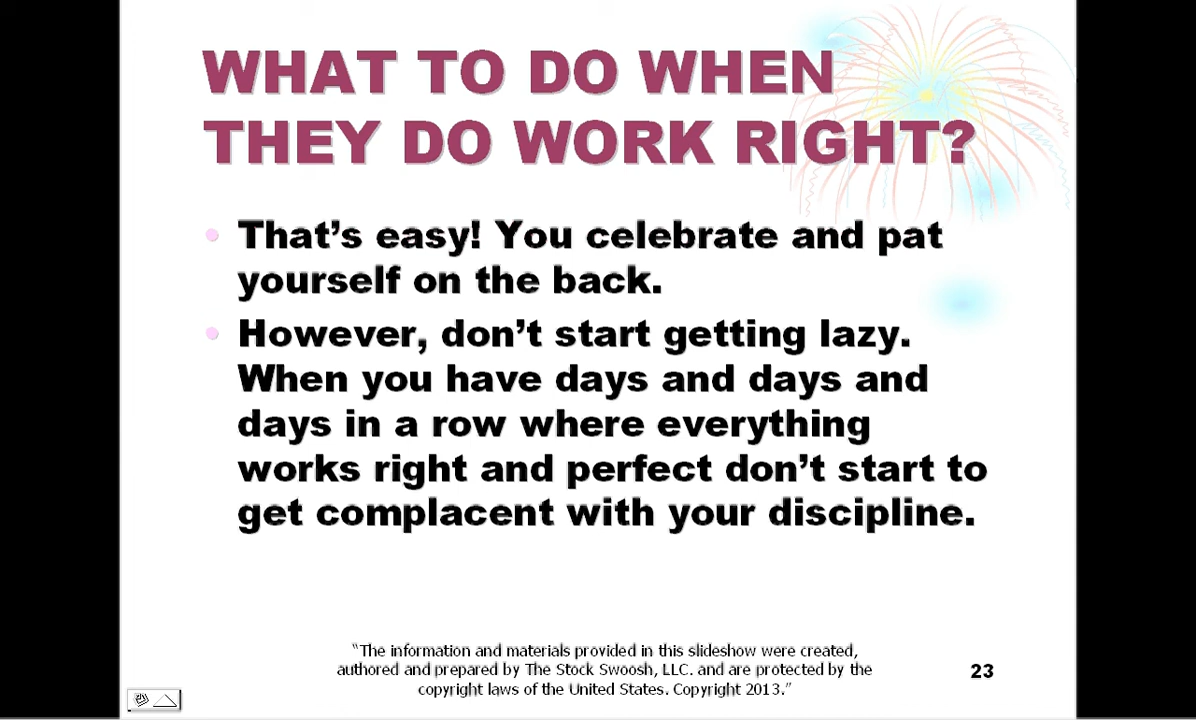 WHAT TO DO WHEN
THEY DO WORK RIGHT?
• That’s easy! You celebrate and pat
yourself on the back.
• However, don’t start getting lazy.
When you have days and days and
days in a row where everything
works right and perfect don’t start to
get complacent with your discipline.
“The information and materials provided in this slideshow were created,
authored and prepared by The Stock Swoosh, LLC. and are protected by the
copyright laws of the United States. Copyright 2013.”
23